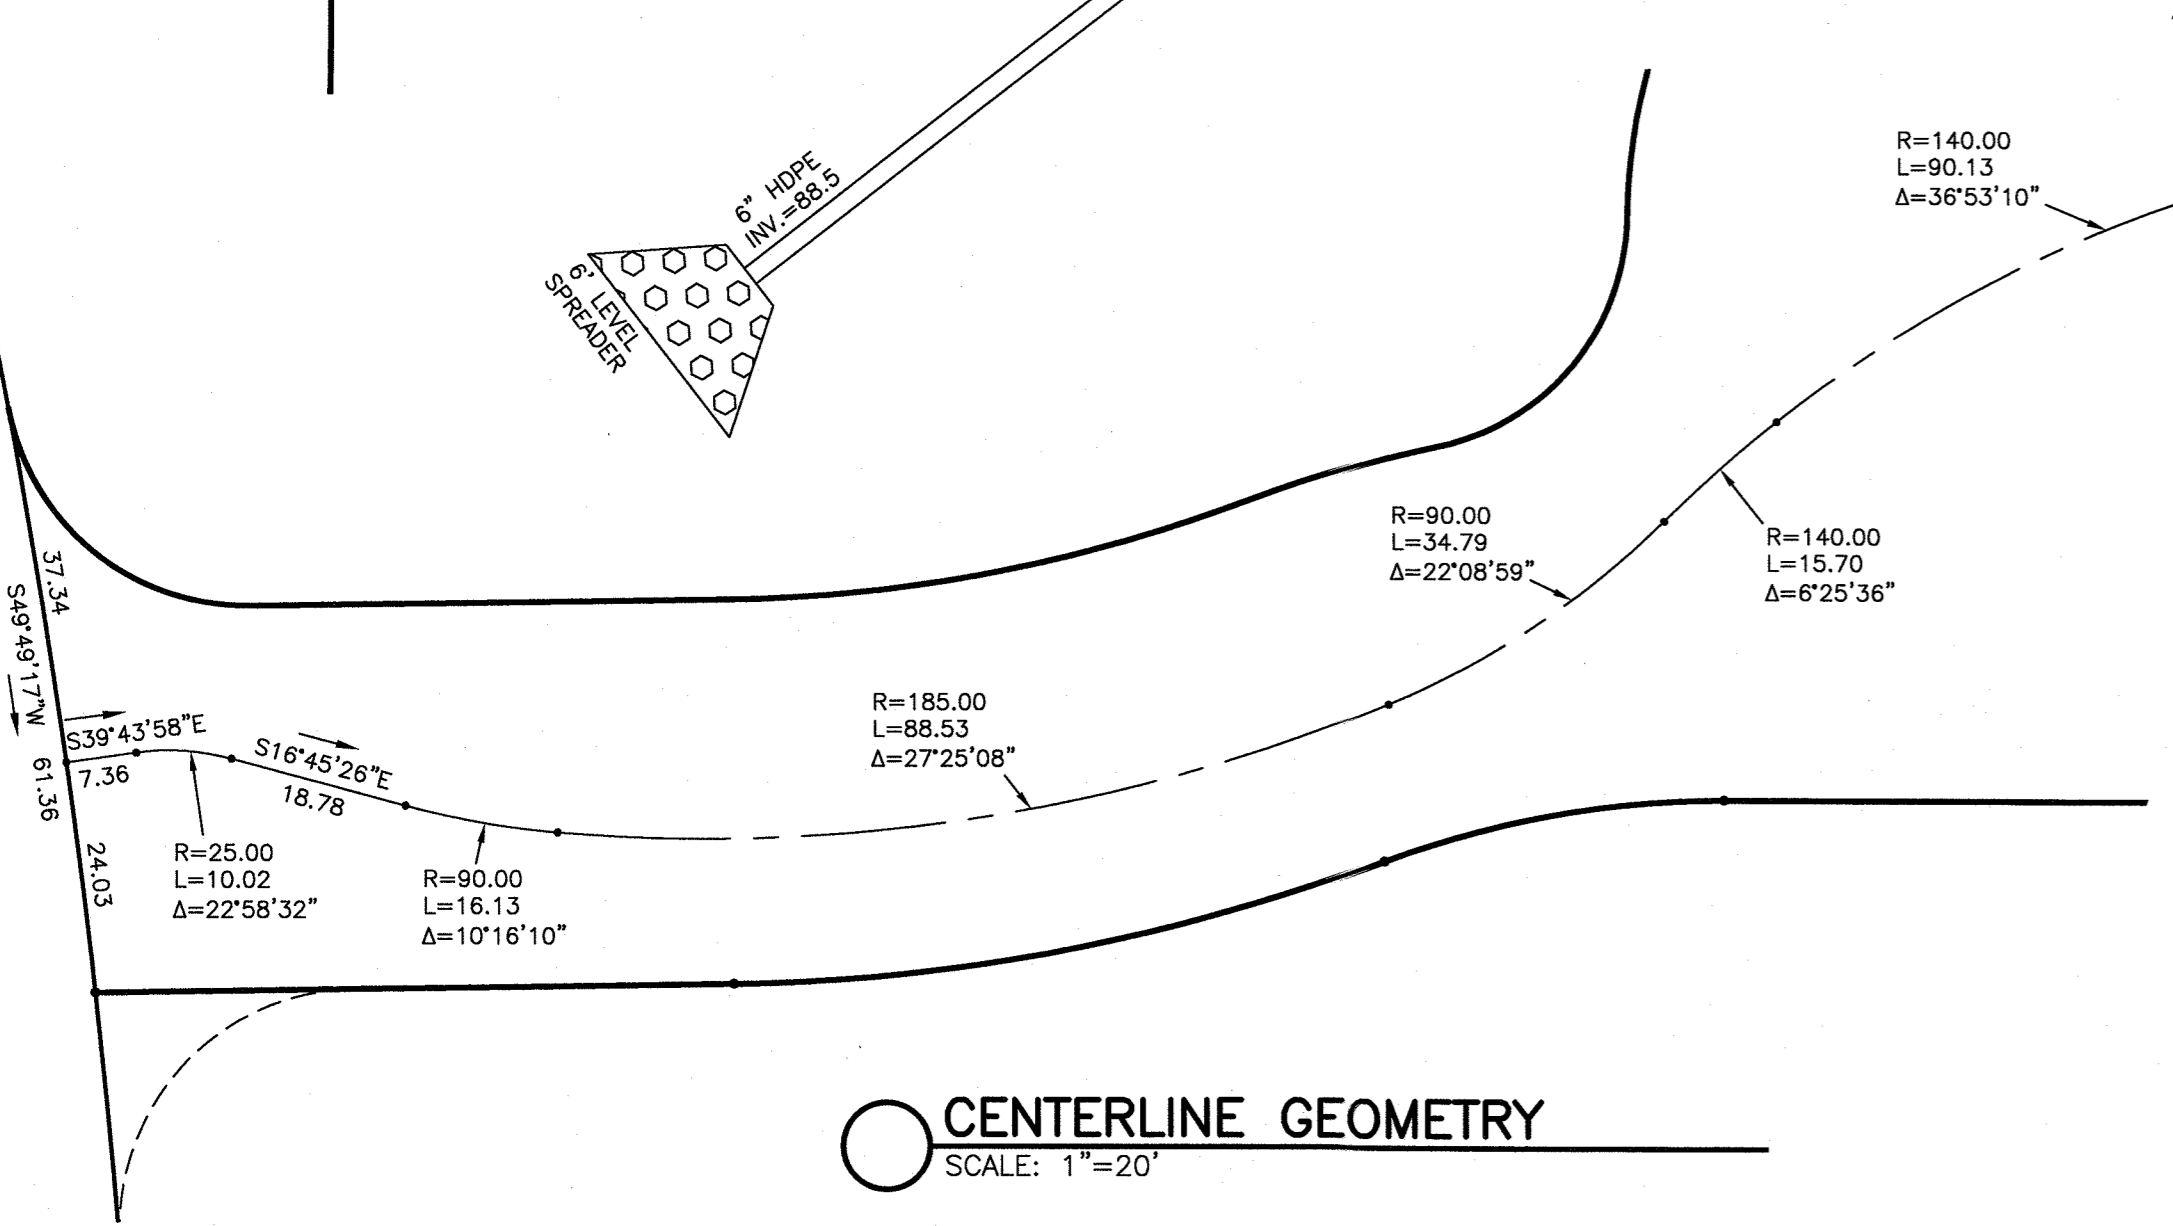 R=140.00
L=90.13
Δ=36°53'10"
6" HDPE
INV.=88.5
6' LEVEL
SPREADER
R=90.00
L=34.79
Δ=22°08'59"
R=140.00
L=15.70
Δ=6°25'36"
37.34
S49°49'17"W
61.36
24.03
S39°43'58"E
7.36
S16°45'26"E
18.78
R=185.00
L=88.53
Δ=27°25'08"
R=25.00
L=10.02
Δ=22°58'32"
R=90.00
L=16.13
Δ=10°16'10"
CENTERLINE GEOMETRY
SCALE: 1"=20'